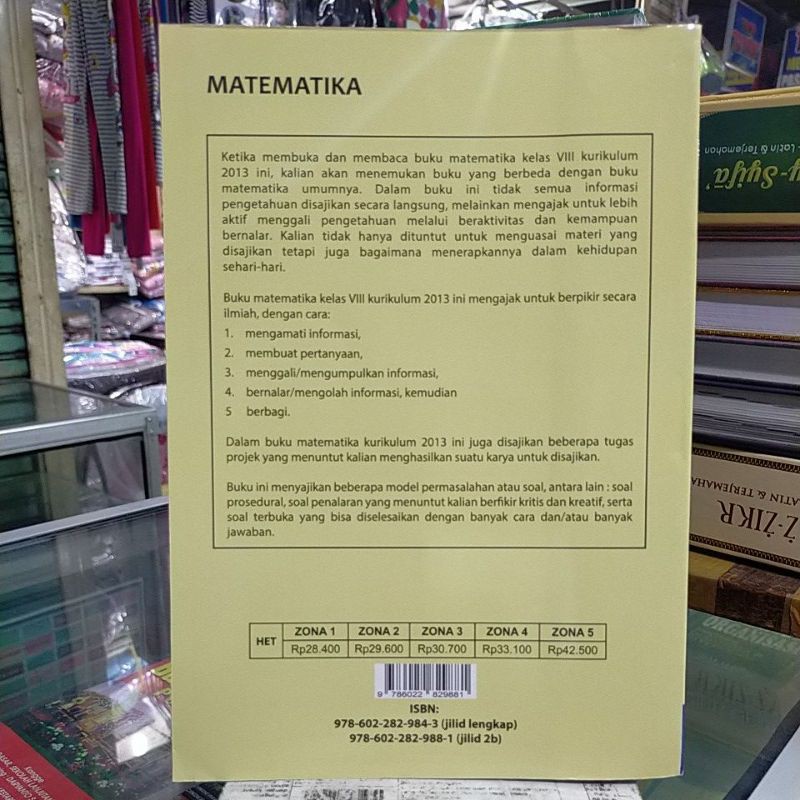 MATEMATIKA
Ketika membuka dan membaca buku matematika kelas VIII kurikulum
2013 ini, kalian akan menemukan buku yang berbeda dengan buku
matematika umumnya. Dalam buku ini tidak semua informasi
pengetahuan disajikan secara langsung, melainkan mengajak untuk lebih
aktif menggali pengetahuan melalui beraktivitas dan kemampuan
bernalar. Kalian tidak hanya dituntut untuk menguasai materi yang
disajikan tetapi juga bagaimana menerapkannya dalam kehidupan
sehari-hari.
Buku matematika kelas VIII kurikulum 2013 ini mengajak untuk berpikir secara
ilmiah, dengan cara:
1. mengamati informasi,
2. membuat pertanyaan,
3. menggali/mengumpulkan informasi,
4. bernalar/mengolah informasi, kemudian
5 berbagi.
Dalam buku matematika kurikulum 2013 ini juga disajikan beberapa tugas
projek yang menuntut kalian menghasilkan suatu karya untuk disajikan.
Buku ini menyajikan beberapa model permasalahan atau soal, antara lain : soal
prosedural, soal penalaran yang menuntut kalian berfikir kritis dan kreatif, serta
soal terbuka yang bisa diselesaikan dengan banyak cara dan/atau banyak
jawaban.
HET ZONA 1 ZONA 2 ZONA 3 ZONA 4 ZONA 5
Rp28.400 Rp29.600 Rp30.700 Rp33.100 Rp42.500
9 786022 829881
ISBN:
978-602-282-984-3 (jilid lengkap)
978-602-282-988-1 (jilid 2b)
y-Syifā'
- Latin & Terjemahan
Ż-ŻIKR
LATIN & TERJEMAHA